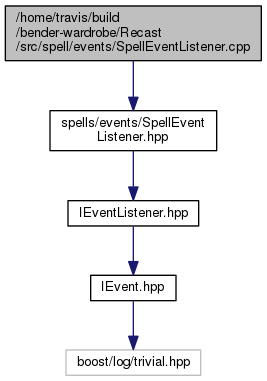 /home/travis/build
/bender-wardrobe/Recast
/src/spell/events/SpellEventListener.cpp
spells/events/SpellEvent
Listener.hpp
IEventListener.hpp
IEvent.hpp
boost/log/trivial.hpp